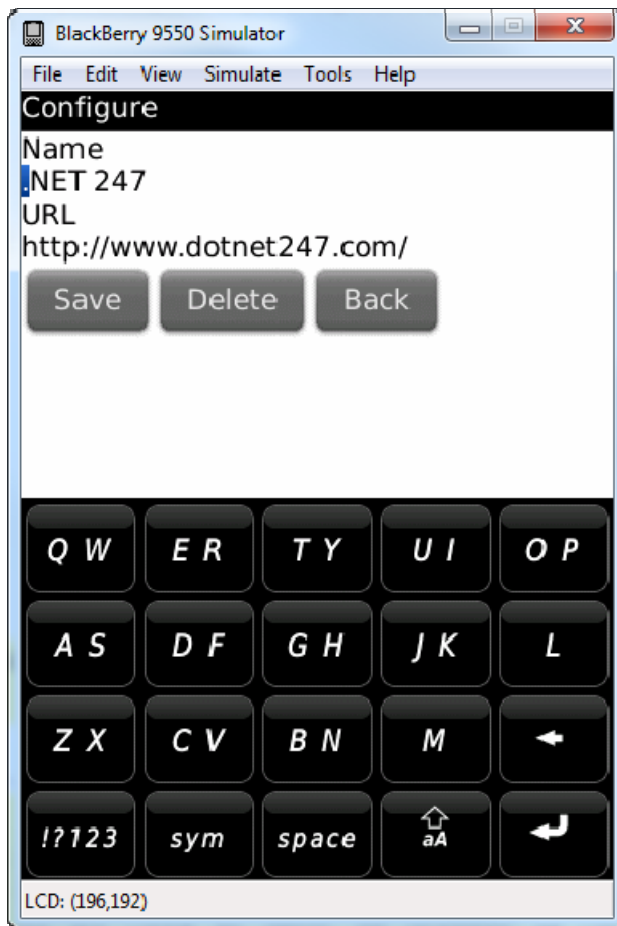 BlackBerry 9550 Simulator
File Edit View Simulate Tools Help
Configure
Name
.NET 247
URL
http://www.dotnet247.com/
Save Delete Back
Q W E R T Y U I O P
A S D F G H J K L
Z X C V B N M
!?123 sym space aA
LCD: (196,192)